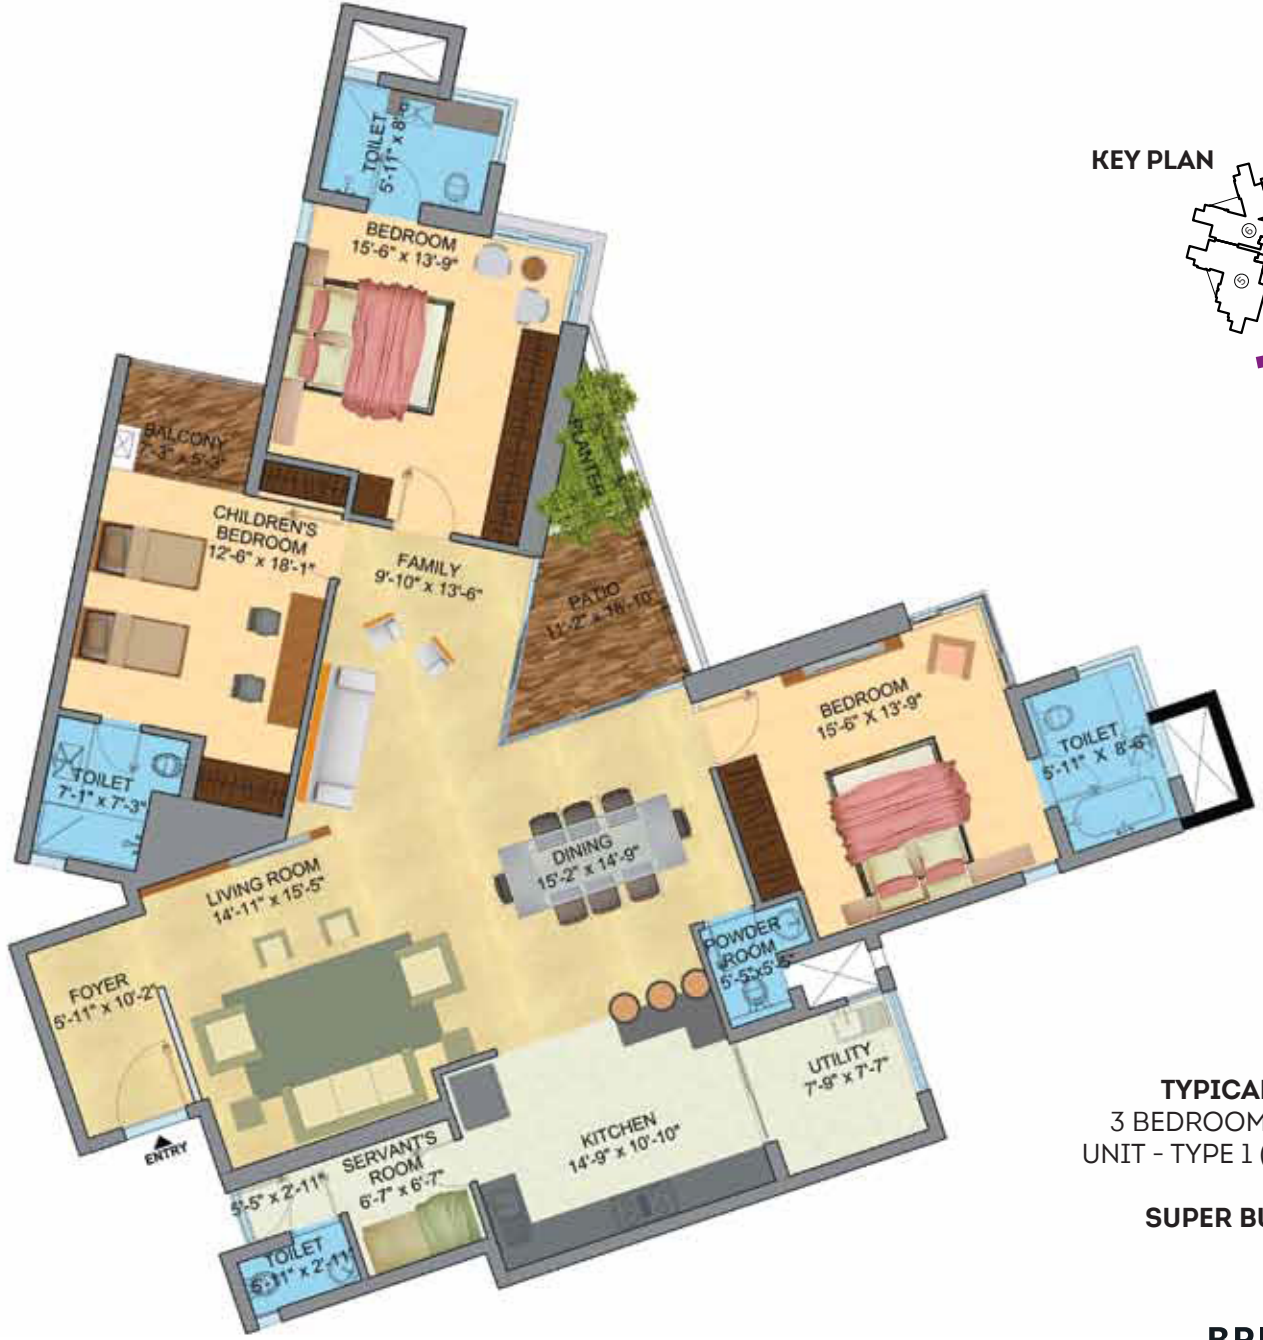 TOILET
5'-11" x 8'-6"
BEDROOM
15'-6" x 13'-9"
KEY PLAN
6
5
BALCONY
7'-3" x 5'-3"
PLANTER
CHILDREN'S
BEDROOM
12'-6" x 18'-1"
FAMILY
9'-10" x 13'-6"
PATIO
11'-2" x 16'-10"
BEDROOM
15'-6" X 13'-9"
TOILET
5'-11" X 8'-6"
TOILET
7'-1" x 7'-3"
DINING
15'-2" x 14'-9"
LIVING ROOM
14'-11" x 15'-5"
POWDER
ROOM
5'-5"x5'-5"
FOYER
5'-11" x 10'-2"
UTILITY
7'-9" x 7'-7"
KITCHEN
14'-9" x 10'-10"
ENTRY
SERVANT'S
ROOM
6'-7" x 6'-7"
5'-5" x 2'-11"
TOILET
5'-11" x 2'-11"
TYPICAL
3 BEDROOM
UNIT - TYPE 1 (
SUPER BU